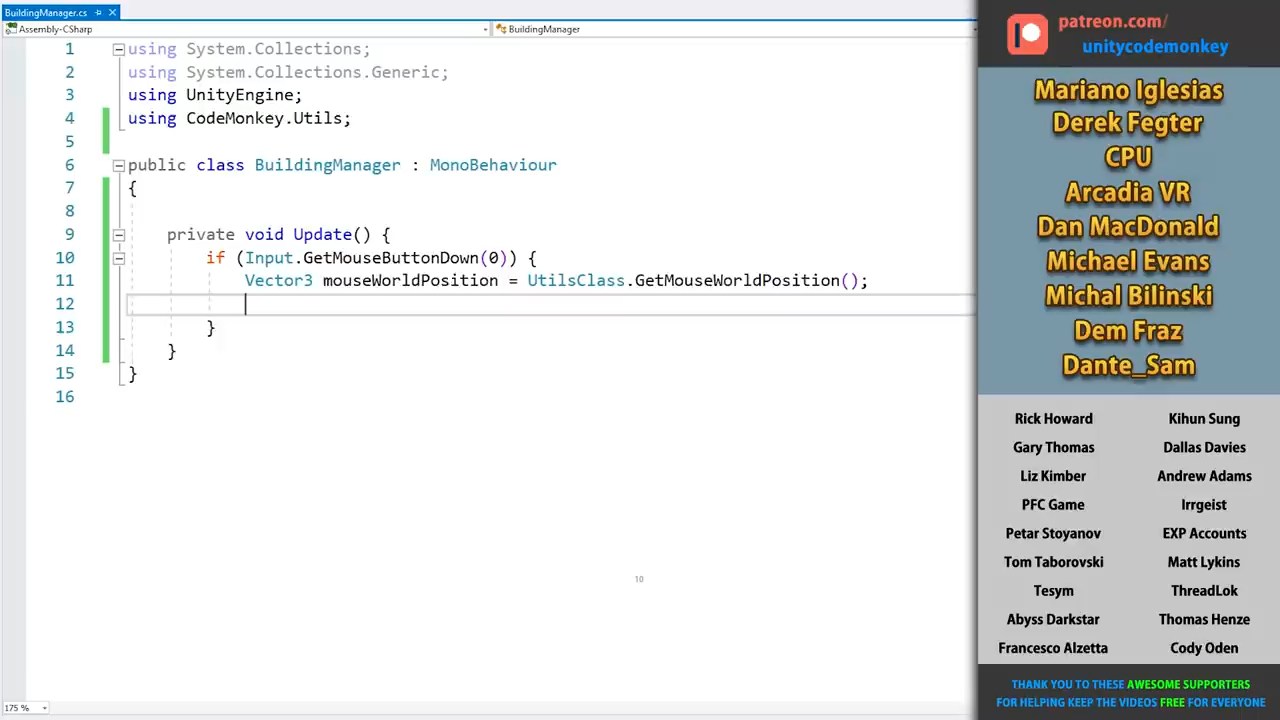 BuildingManager.cs
Assembly-CSharp
BuildingManager
1 using System.Collections;
2 using System.Collections.Generic;
3 using UnityEngine;
4 using CodeMonkey.Utils;
5
6 public class BuildingManager : MonoBehaviour
7 {
8
9 private void Update() {
10 if (Input.GetMouseButtonDown(0)) {
11 Vector3 mouseWorldPosition = UtilsClass.GetMouseWorldPosition();
12
13 }
14 }
15 }
16
10
175 %
patreon.com/
unitycodemonkey
Mariano Iglesias
Derek Fegter
CPU
Arcadia VR
Dan MacDonald
Michael Evans
Michal Bilinski
Dem Fraz
Dante_Sam
Rick Howard Kihun Sung
Gary Thomas Dallas Davies
Liz Kimber Andrew Adams
PFC Game Irrgeist
Petar Stoyanov EXP Accounts
Tom Taborovski Matt Lykins
Tesym ThreadLok
Abyss Darkstar Thomas Henze
Francesco Alzetta Cody Oden
THANK YOU TO THESE AWESOME SUPPORTERS
FOR HELPING KEEP THE VIDEOS FREE FOR EVERYONE